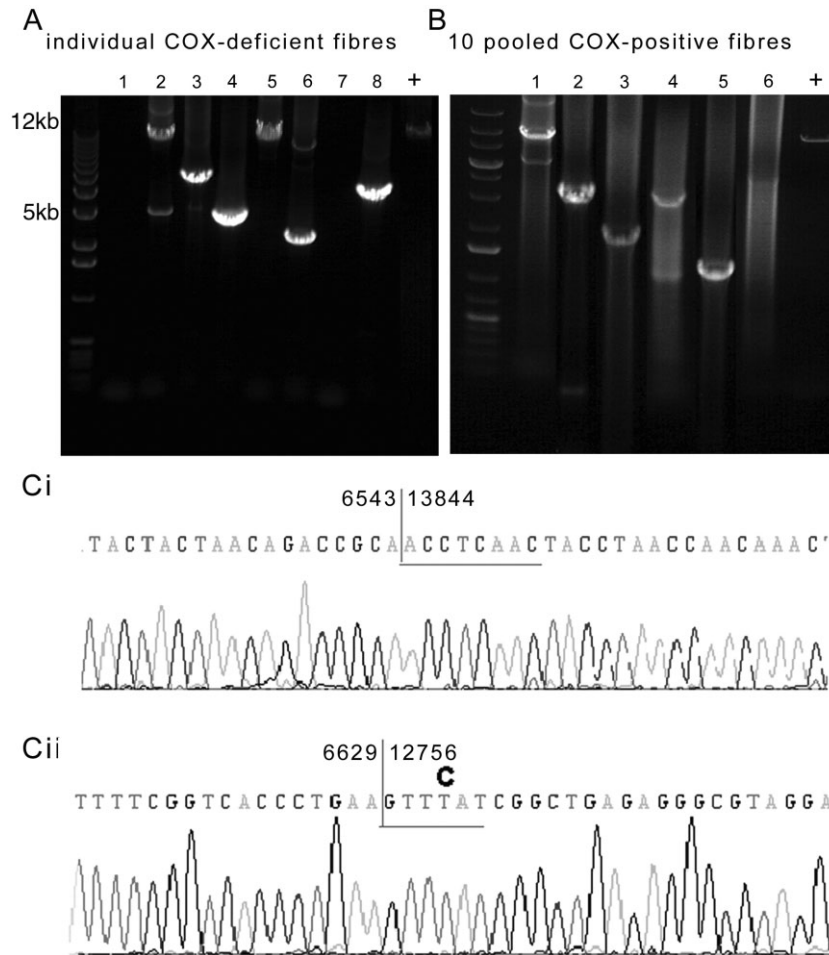 A
individual COX-deficient fibres
1 2 3 4 5 6 7 8 +
12kb
5kb
B
10 pooled COX-positive fibres
1 2 3 4 5 6 +
Ci
6543 13844
TACTACTAACAGACCGCAACCTCAACTACCTAACCAACAAAC
Cii
6629 12756
C
TTTTCGGTCACCCTGAAGTTTATCGGCTGAGAGGGCGTAGGA